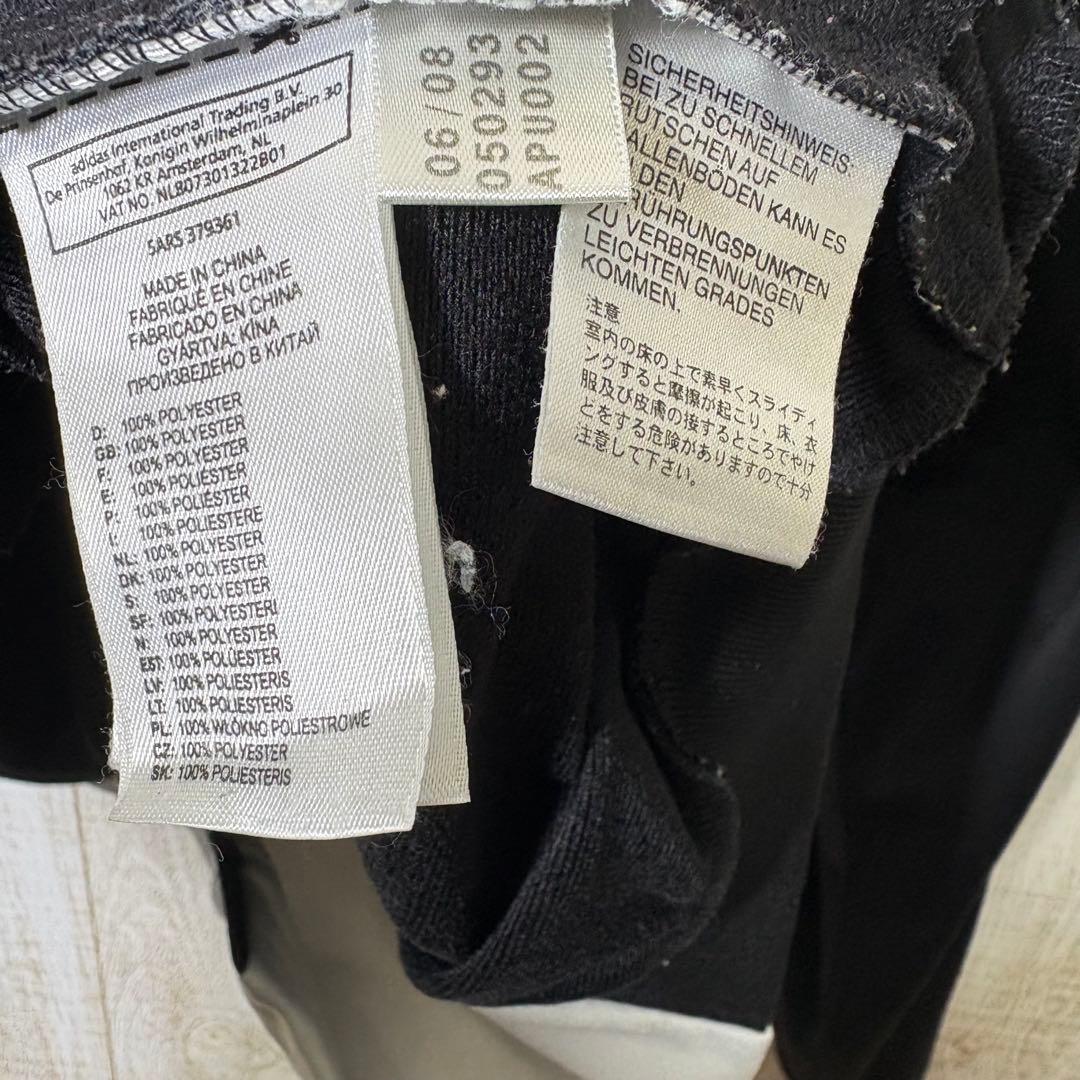 adidas International Trading B.V.
De Prinsenhof, Konigin Wilhelminaplein 30
1062 KR Amsterdam, NL
VAT NO. NL807301322B01
SARS 379361
MADE IN CHINA
FABRIQUÉ EN CHINE
FABRICADO EN CHINA
GYÁRTVA: KÍNA
ПРОИЗВЕДЕНО В КИТАЙ
D: 100% POLYESTER
GB: 100% POLYESTER
F: 100% POLYESTER
E: 100% POLYESTER
P: 100% POLIÉSTER
I: 100% POLIESTERE
NL: 100% POLYESTER
DK: 100% POLYESTER
S: 100% POLYESTER
SF: 100% POLYESTERI
N: 100% POLYESTER
EST: 100% POLÜESTER
LV: 100% POLIESTERIS
LT: 100% POLIESTERIS
PL: 100% WŁÓKNO POLIESTROWE
CZ: 100% POLYESTER
SK: 100% POLIESTERIS
06/08
050293
APU002
SICHERHEITSHINWEIS:
BEI ZU SCHNELLEM
RUTSCHEN AUF
ALLENBÖDEN KANN ES
DEN
RÜHRUNGSPUNKTEN
ZU VERBRENNUNGEN
LEICHTEN GRADES
KOMMEN.
注意
室内の床の上で素早くスライディ
ングすると摩擦が起こり、床、衣
服及び皮膚の接するところでやけ
どをする危険がありますので十分
注意して下さい。